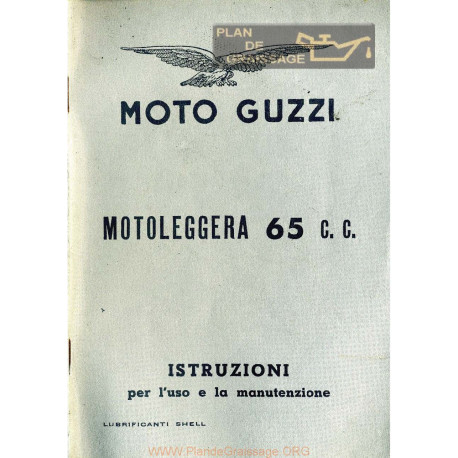 PLAN
DE
GRAISSAGE
MOTO GUZZI
MOTOLEGGERA 65 C. C.
ISTRUZIONI
per l'uso e la manutenzione
LUBRIFICANTI SHELL
www.PlandeGraissage.ORG